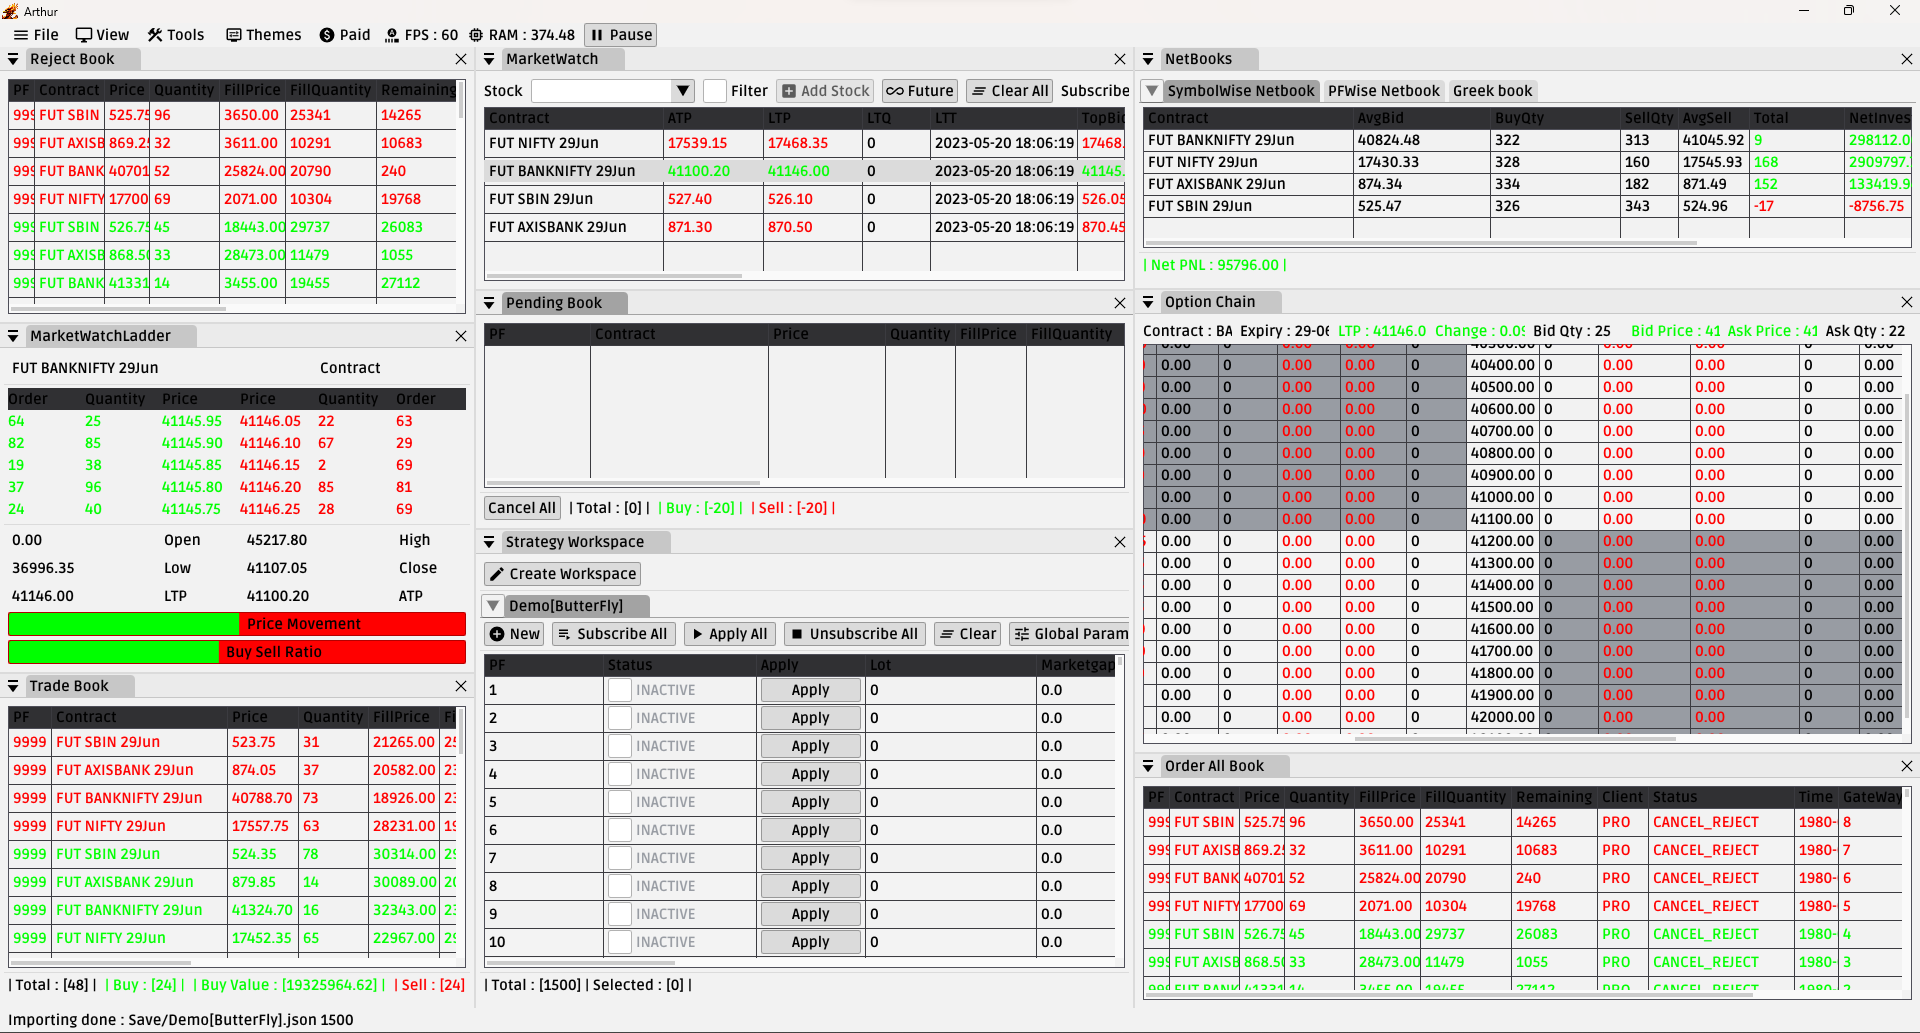 Arthur
File View Tools Themes Paid FPS : 60 RAM : 374.48 Pause
Reject Book
PF Contract Price Quantity FillPrice FillQuantity Remaining
999 FUT SBIN 525.75 96 3650.00 25341 14265
999 FUT AXISB 869.25 32 3611.00 10291 10683
999 FUT BANK 40701 52 25824.00 20790 240
999 FUT NIFTY 17700 69 2071.00 10304 19768
999 FUT SBIN 526.75 45 18443.00 29737 26083
999 FUT AXISB 868.50 33 28473.00 11479 1055
999 FUT BANK 41331 14 3455.00 19455 27112
MarketWatchLadder
FUT BANKNIFTY 29Jun Contract
Order Quantity Price Price Quantity Order
64 25 41145.95 41146.05 22 63
82 85 41145.90 41146.10 67 29
19 38 41145.85 41146.15 2 69
37 96 41145.80 41146.20 85 81
24 40 41145.75 41146.25 28 69
0.00 Open 45217.80 High
36996.35 Low 41107.05 Close
41146.00 LTP 41100.20 ATP
Price Movement
Buy Sell Ratio
Trade Book
PF Contract Price Quantity FillPrice Fi
9999 FUT SBIN 29Jun 523.75 31 21265.00 25
9999 FUT AXISBANK 29Jun 874.05 37 20582.00 23
9999 FUT BANKNIFTY 29Jun 40788.70 73 18926.00 23
9999 FUT NIFTY 29Jun 17557.75 63 28231.00 19
9999 FUT SBIN 29Jun 524.35 78 30314.00 29
9999 FUT AXISBANK 29Jun 879.85 14 30089.00 20
9999 FUT BANKNIFTY 29Jun 41324.70 16 32343.00 23
9999 FUT NIFTY 29Jun 17452.35 65 22967.00 29
| Total : [48] | | Buy : [24] | | Buy Value : [19325964.62] | | Sell : [24]
MarketWatch
Stock Filter Add Stock Future Clear All Subscribe
Contract ATP LTP LTQ LTT TopBid
FUT NIFTY 29Jun 17539.15 17468.35 0 2023-05-20 18:06:19 17468.
FUT BANKNIFTY 29Jun 41100.20 41146.00 0 2023-05-20 18:06:19 41145.
FUT SBIN 29Jun 527.40 526.10 0 2023-05-20 18:06:19 526.05
FUT AXISBANK 29Jun 871.30 870.50 0 2023-05-20 18:06:19 870.45
Pending Book
PF Contract Price Quantity FillPrice FillQuantity
Cancel All | Total : [0] | | Buy : [-20] | | Sell : [-20] |
Strategy Workspace
Create Workspace
Demo[ButterFly]
New Subscribe All Apply All Unsubscribe All Clear Global Param
PF Status Apply Lot Marketgap
1 INACTIVE Apply 0 0.0
2 INACTIVE Apply 0 0.0
3 INACTIVE Apply 0 0.0
4 INACTIVE Apply 0 0.0
5 INACTIVE Apply 0 0.0
6 INACTIVE Apply 0 0.0
7 INACTIVE Apply 0 0.0
8 INACTIVE Apply 0 0.0
9 INACTIVE Apply 0 0.0
10 INACTIVE Apply 0 0.0
| Total : [1500] | Selected : [0] |
NetBooks
SymbolWise Netbook PFWise Netbook Greek book
Contract AvgBid BuyQty SellQty AvgSell Total NetInves
FUT BANKNIFTY 29Jun 40824.48 322 313 41045.92 9 298112.0
FUT NIFTY 29Jun 17430.33 328 160 17545.93 168 2909797.
FUT AXISBANK 29Jun 874.34 334 182 871.49 152 133419.9
FUT SBIN 29Jun 525.47 326 343 524.96 -17 -8756.75
| Net PNL : 95796.00 |
Option Chain
Contract : BA Expiry : 29-06 LTP : 41146.0 Change : 0.09 Bid Qty : 25 Bid Price : 41 Ask Price : 41 Ask Qty : 22
0.00 0 0.00 0.00 0 40300.00 0 0.00 0.00 0 0.00
0.00 0 0.00 0.00 0 40400.00 0 0.00 0.00 0 0.00
0.00 0 0.00 0.00 0 40500.00 0 0.00 0.00 0 0.00
0.00 0 0.00 0.00 0 40600.00 0 0.00 0.00 0 0.00
0.00 0 0.00 0.00 0 40700.00 0 0.00 0.00 0 0.00
0.00 0 0.00 0.00 0 40800.00 0 0.00 0.00 0 0.00
0.00 0 0.00 0.00 0 40900.00 0 0.00 0.00 0 0.00
0.00 0 0.00 0.00 0 41000.00 0 0.00 0.00 0 0.00
0.00 0 0.00 0.00 0 41100.00 0 0.00 0.00 0 0.00
0.00 0 0.00 0.00 0 41200.00 0 0.00 0.00 0 0.00
0.00 0 0.00 0.00 0 41300.00 0 0.00 0.00 0 0.00
0.00 0 0.00 0.00 0 41400.00 0 0.00 0.00 0 0.00
0.00 0 0.00 0.00 0 41500.00 0 0.00 0.00 0 0.00
0.00 0 0.00 0.00 0 41600.00 0 0.00 0.00 0 0.00
0.00 0 0.00 0.00 0 41700.00 0 0.00 0.00 0 0.00
0.00 0 0.00 0.00 0 41800.00 0 0.00 0.00 0 0.00
0.00 0 0.00 0.00 0 41900.00 0 0.00 0.00 0 0.00
0.00 0 0.00 0.00 0 42000.00 0 0.00 0.00 0 0.00
Order All Book
PF Contract Price Quantity FillPrice FillQuantity Remaining Client Status Time GateWay
999 FUT SBIN 525.75 96 3650.00 25341 14265 PRO CANCEL_REJECT 1980- 8
999 FUT AXISB 869.25 32 3611.00 10291 10683 PRO CANCEL_REJECT 1980- 7
999 FUT BANK 40701 52 25824.00 20790 240 PRO CANCEL_REJECT 1980- 6
999 FUT NIFTY 17700 69 2071.00 10304 19768 PRO CANCEL_REJECT 1980- 5
999 FUT SBIN 526.75 45 18443.00 29737 26083 PRO CANCEL_REJECT 1980- 4
999 FUT AXISB 868.50 33 28473.00 11479 1055 PRO CANCEL_REJECT 1980- 3
999 FUT BANK 41331 14 3455.00 19455 27112 PRO CANCEL_REJECT 1980- 2
Importing done : Save/Demo[ButterFly].json 1500